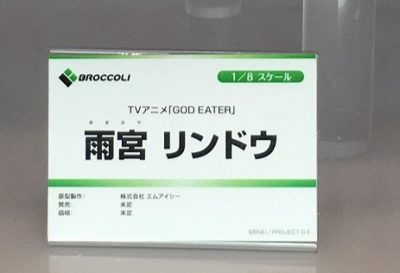 BROCCOLI
1/8 スケール
TVアニメ「GOD EATER」
あまみや
雨宮 リンドウ
原型製作: 株式会社 エムアイシー
発売: 未定
価格: 未定
©BNEI/PROJECT G.E.